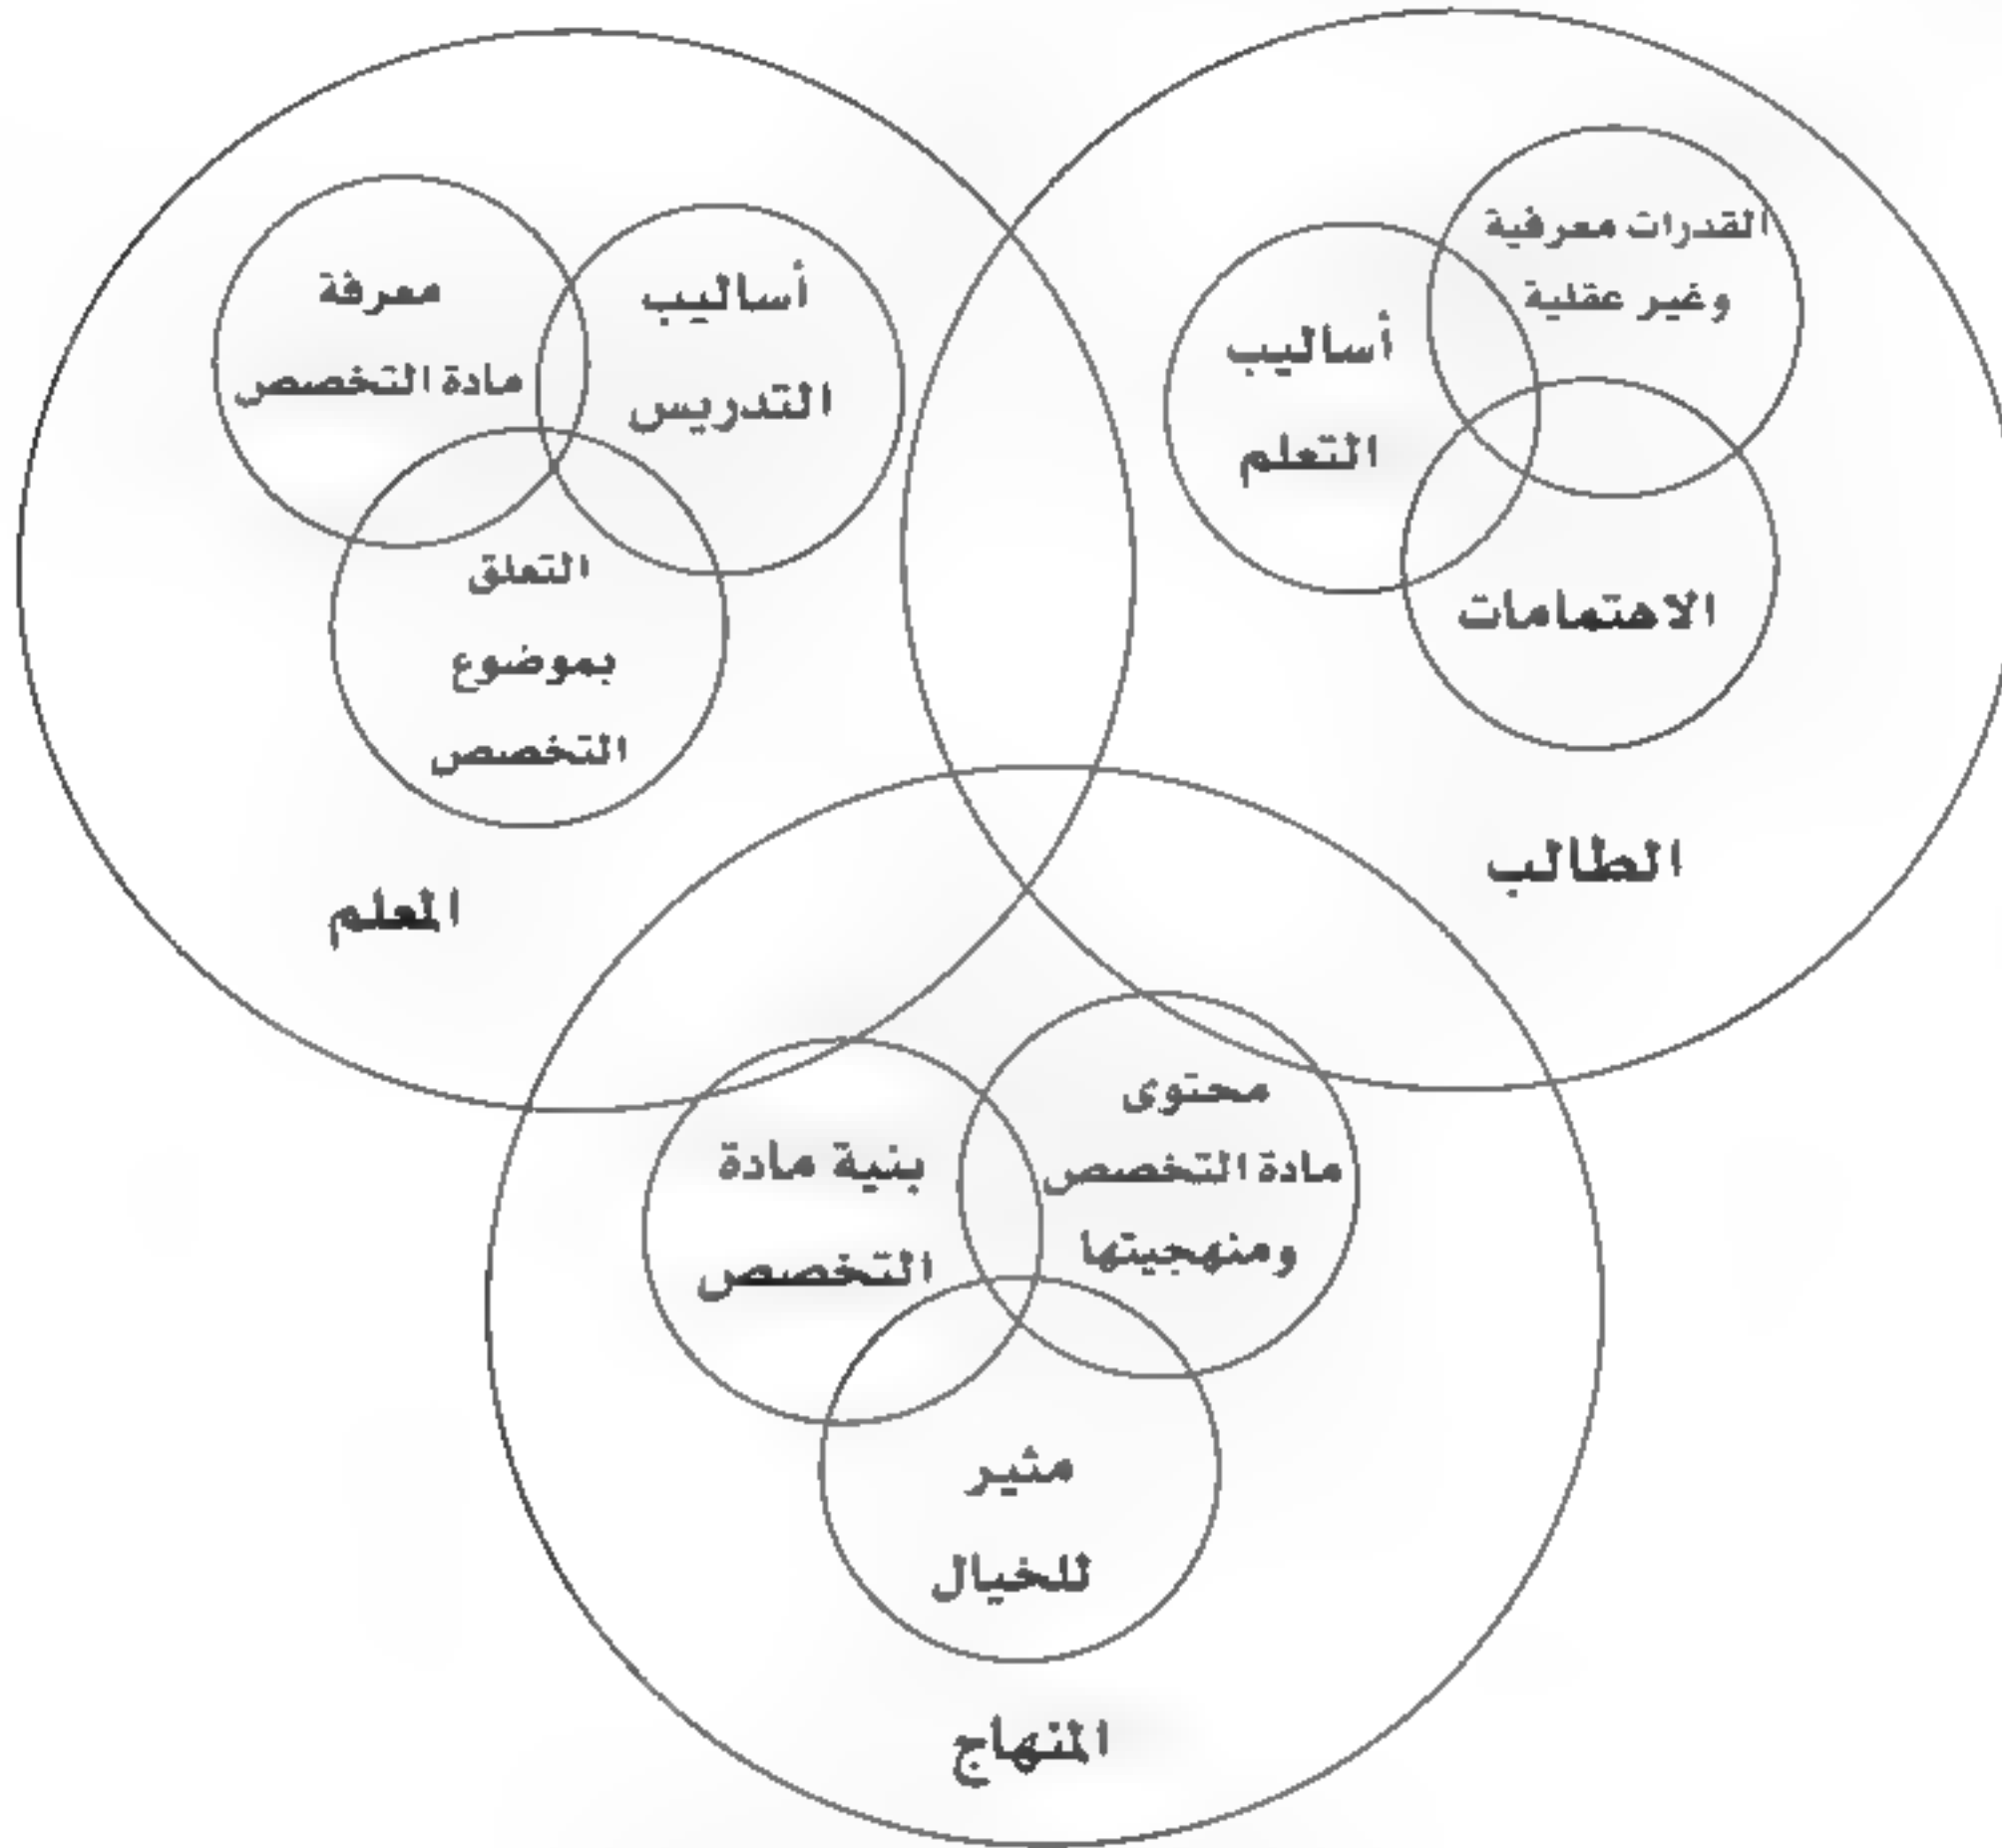 القدرات معرفية
وغير عقلية
أساليب
التعلم
الاهتمامات
الطالب
أساليب
التدريس
معرفة
مادة التخصص
التعلق
بموضوع
التخصص
المعلم
محتوى
مادة التخصص
ومنهجيتها
بنية مادة
التخصص
مثير
للخيال
المنهاج